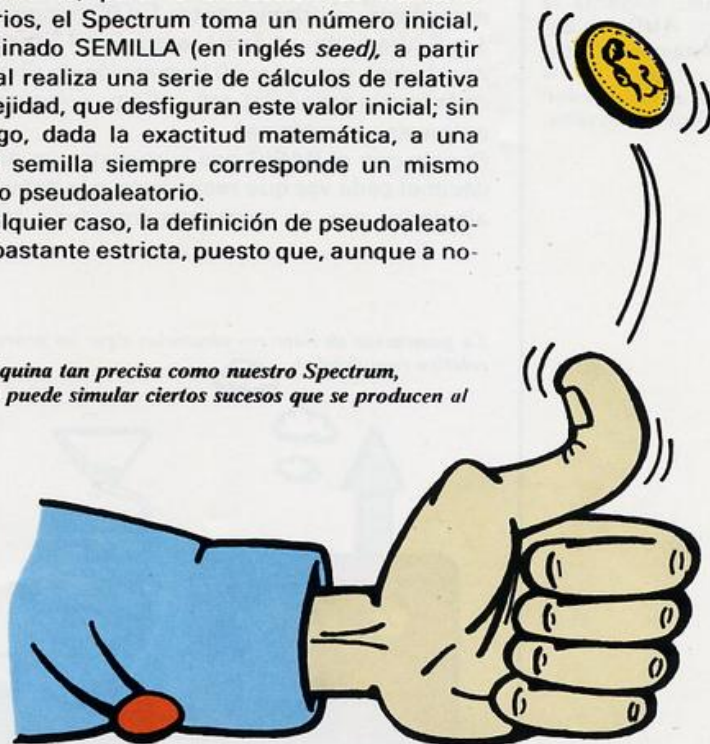 rios, el Spectrum toma un número inicial,
inado SEMILLA (en inglés seed), a partir
al realiza una serie de cálculos de relativa
ejidad, que desfiguran este valor inicial; sin
go, dada la exactitud matemática, a una
semilla siempre corresponde un mismo
o pseudoaleatorio.
lquier caso, la definición de pseudoaleato-
bastante estricta, puesto que, aunque a no-
quina tan precisa como nuestro Spectrum,
puede simular ciertos sucesos que se producen al